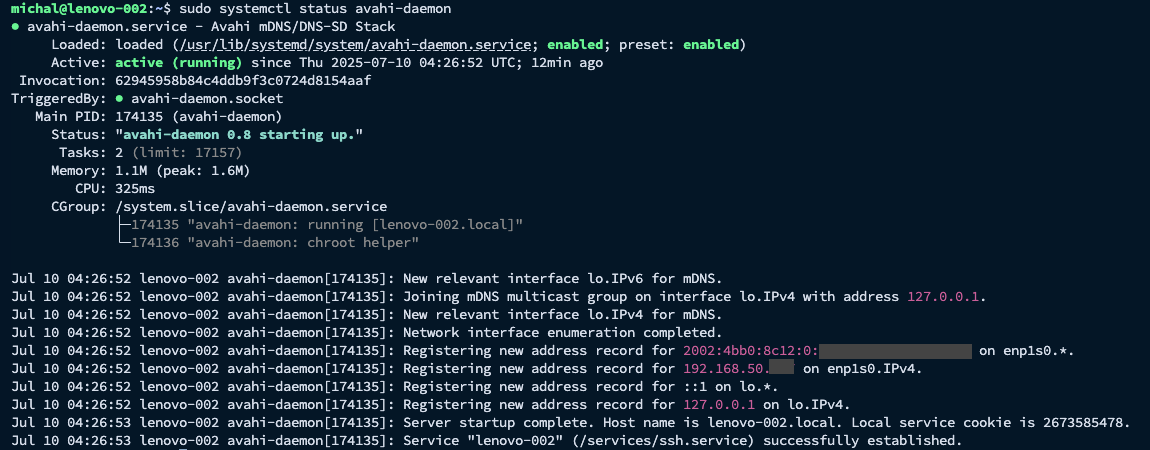 michal@lenovo-002:~$ sudo systemctl status avahi-daemon
● avahi-daemon.service - Avahi mDNS/DNS-SD Stack
     Loaded: loaded (/usr/lib/systemd/system/avahi-daemon.service; enabled; preset: enabled)
     Active: active (running) since Thu 2025-07-10 04:26:52 UTC; 12min ago
 Invocation: 62945958b84c4ddb9f3c0724d8154aaf
TriggeredBy: ● avahi-daemon.socket
   Main PID: 174135 (avahi-daemon)
     Status: "avahi-daemon 0.8 starting up."
      Tasks: 2 (limit: 17157)
     Memory: 1.1M (peak: 1.6M)
        CPU: 325ms
     CGroup: /system.slice/avahi-daemon.service
             ├─174135 "avahi-daemon: running [lenovo-002.local]"
             └─174136 "avahi-daemon: chroot helper"
Jul 10 04:26:52 lenovo-002 avahi-daemon[174135]: New relevant interface lo.IPv6 for mDNS.
Jul 10 04:26:52 lenovo-002 avahi-daemon[174135]: Joining mDNS multicast group on interface lo.IPv4 with address 127.0.0.1.
Jul 10 04:26:52 lenovo-002 avahi-daemon[174135]: New relevant interface lo.IPv4 for mDNS.
Jul 10 04:26:52 lenovo-002 avahi-daemon[174135]: Network interface enumeration completed.
Jul 10 04:26:52 lenovo-002 avahi-daemon[174135]: Registering new address record for 2002:4bb0:8c12:0: on enp1s0.*.
Jul 10 04:26:52 lenovo-002 avahi-daemon[174135]: Registering new address record for 192.168.50. on enp1s0.IPv4.
Jul 10 04:26:52 lenovo-002 avahi-daemon[174135]: Registering new address record for ::1 on lo.*.
Jul 10 04:26:52 lenovo-002 avahi-daemon[174135]: Registering new address record for 127.0.0.1 on lo.IPv4.
Jul 10 04:26:53 lenovo-002 avahi-daemon[174135]: Server startup complete. Host name is lenovo-002.local. Local service cookie is 2673585478.
Jul 10 04:26:53 lenovo-002 avahi-daemon[174135]: Service "lenovo-002" (/services/ssh.service) successfully established.